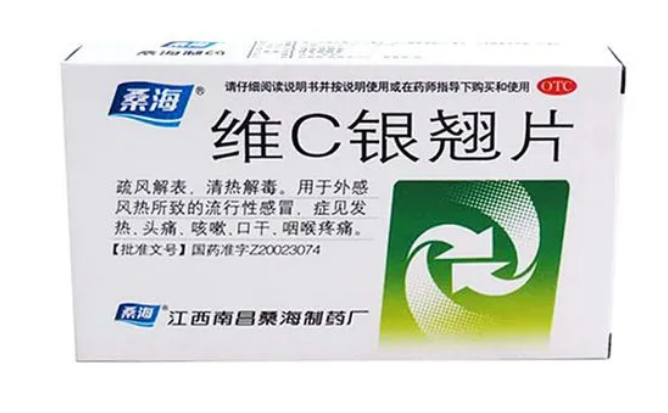 桑海制药
请仔细阅读说明书并按说明使用或在药师指导下购买和使用 OTC
桑海®
维C银翘片
疏风解表、清热解毒。用于外感
风热所致的流行性感冒，症见发
热、头痛、咳嗽、口干、咽喉疼痛。
【批准文号】国药准字Z20023074
桑海 江西南昌桑海制药厂